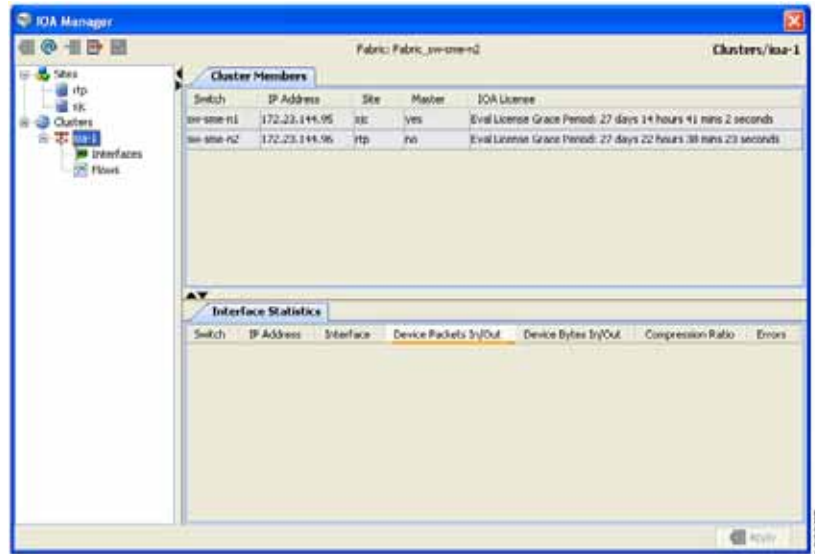 IOA Manager
Fabric: Fabric_sw-sme-n2
Clusters/ioa-1
Sites
rtp
sjc
Clusters
ioa-1
Interfaces
Flows
Cluster Members
Switch IP Address Site Master IOA License
sw-sme-n1 172.23.144.95 sjc yes Eval License Grace Period: 27 days 14 hours 41 mins 2 seconds
sw-sme-n2 172.23.144.96 rtp no Eval License Grace Period: 27 days 22 hours 38 mins 23 seconds
Interface Statistics
Switch IP Address Interface Device Packets In/Out Device Bytes In/Out Compression Ratio Errors
Apply